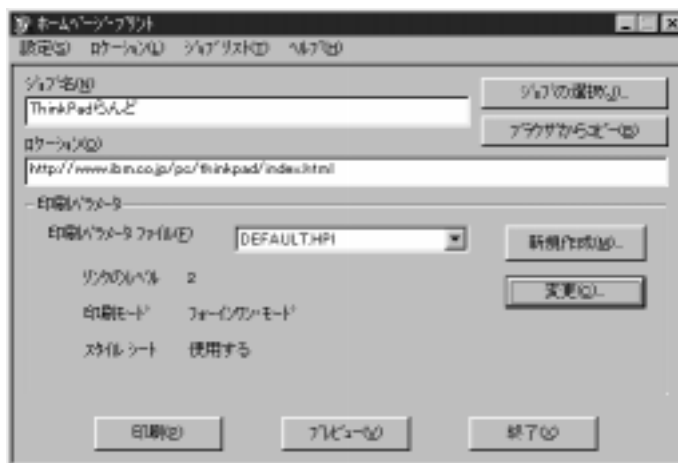 ホームページ・プリント
設定(S) ロケーション(L) ジョブリスト(T) ヘルプ(H)
ジョブ名(N)
ジョブの選択(J)...
ThinkPadらんど
ブラウザからコピー(B)
ロケーション(O)
http://www.ibm.co.jp/pc/thinkpad/index.html
印刷パラメータ
印刷パラメータ ファイル(F) DEFAULT.HPI 新規作成(W)...
リンクのレベル 2 変更(C)...
印刷モード フォーインワン・モード
スタイル シート 使用する
印刷(P) プレビュー(V) 終了(X)